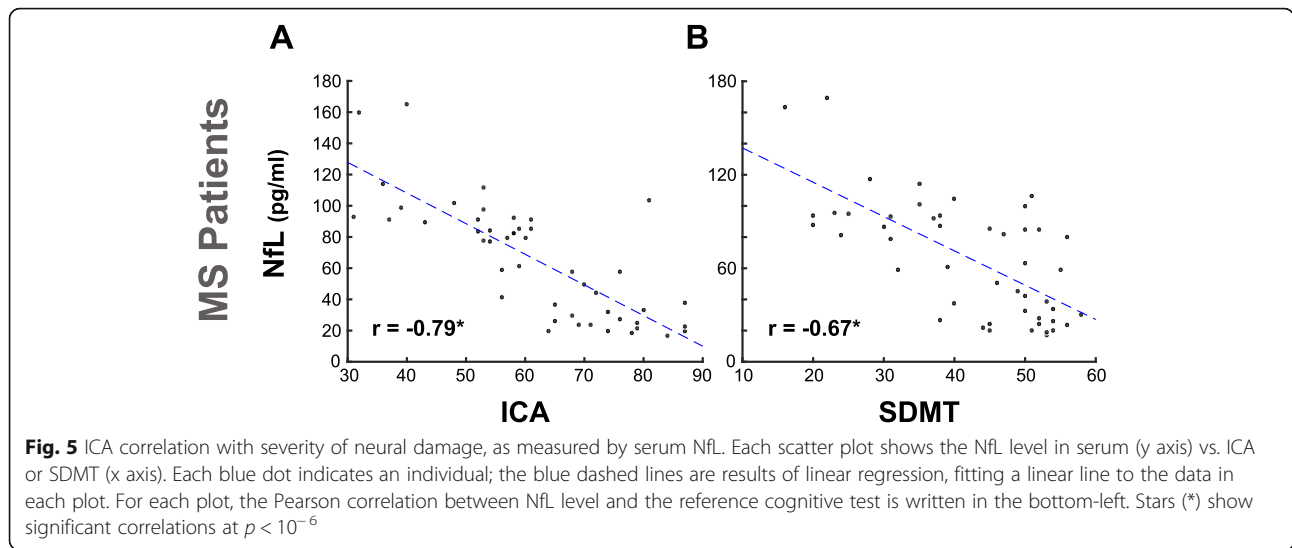 A
B
MS Patients
NfL (pg/ml)
180
160
140
120
100
80
60
40
20
0
r = -0.79*
30 40 50 60 70 80 90
ICA
180
120
60
0
r = -0.67*
10 20 30 40 50 60
SDMT
Fig. 5 ICA correlation with severity of neural damage, as measured by serum NfL. Each scatter plot shows the NfL level in serum (y axis) vs. ICA
or SDMT (x axis). Each blue dot indicates an individual; the blue dashed lines are results of linear regression, fitting a linear line to the data in
each plot. For each plot, the Pearson correlation between NfL level and the reference cognitive test is written in the bottom-left. Stars (*) show
significant correlations at p < 10⁻⁶